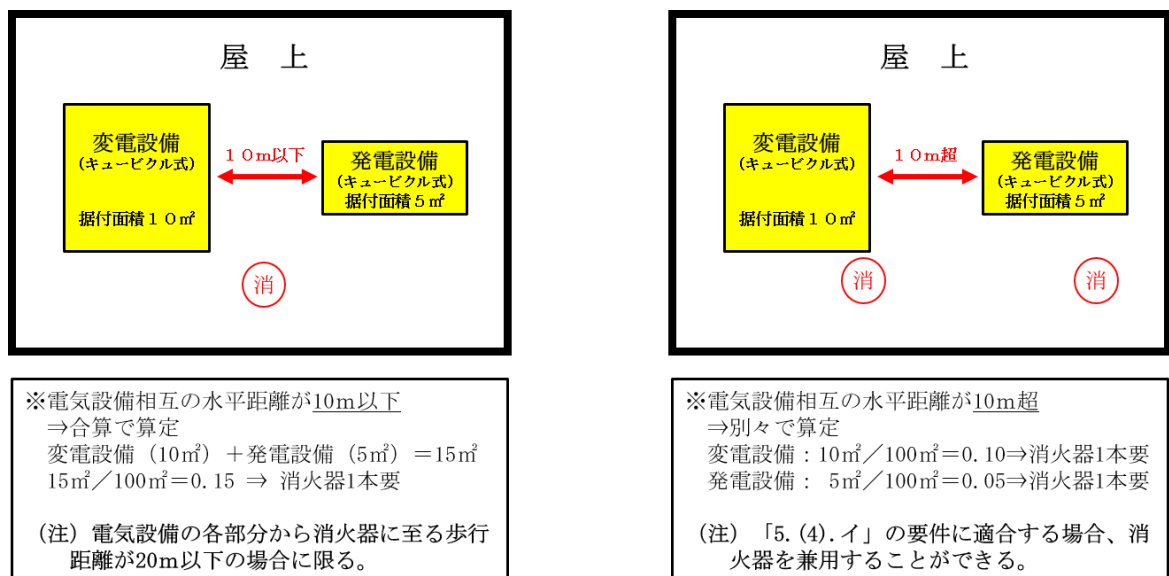 屋　上
変電設備
(キュービクル式)
据付面積１０㎡
１０m以下
発電設備
(キュービクル式)
据付面積５㎡
消
※電気設備相互の水平距離が10m以下
⇒合算で算定
変電設備（10㎡）＋発電設備（5㎡）＝15㎡
15㎡／100㎡=0.15 ⇒ 消火器1本要
（注）電気設備の各部分から消火器に至る歩行
距離が20m以下の場合に限る。
屋　上
変電設備
(キュービクル式)
据付面積１０㎡
１０m超
発電設備
(キュービクル式)
据付面積５㎡
消
消
※電気設備相互の水平距離が10m超
⇒別々で算定
変電設備：10㎡／100㎡=0.10⇒消火器1本要
発電設備： 5㎡／100㎡=0.05⇒消火器1本要
（注）「5.(4).イ」の要件に適合する場合、消
火器を兼用することができる。